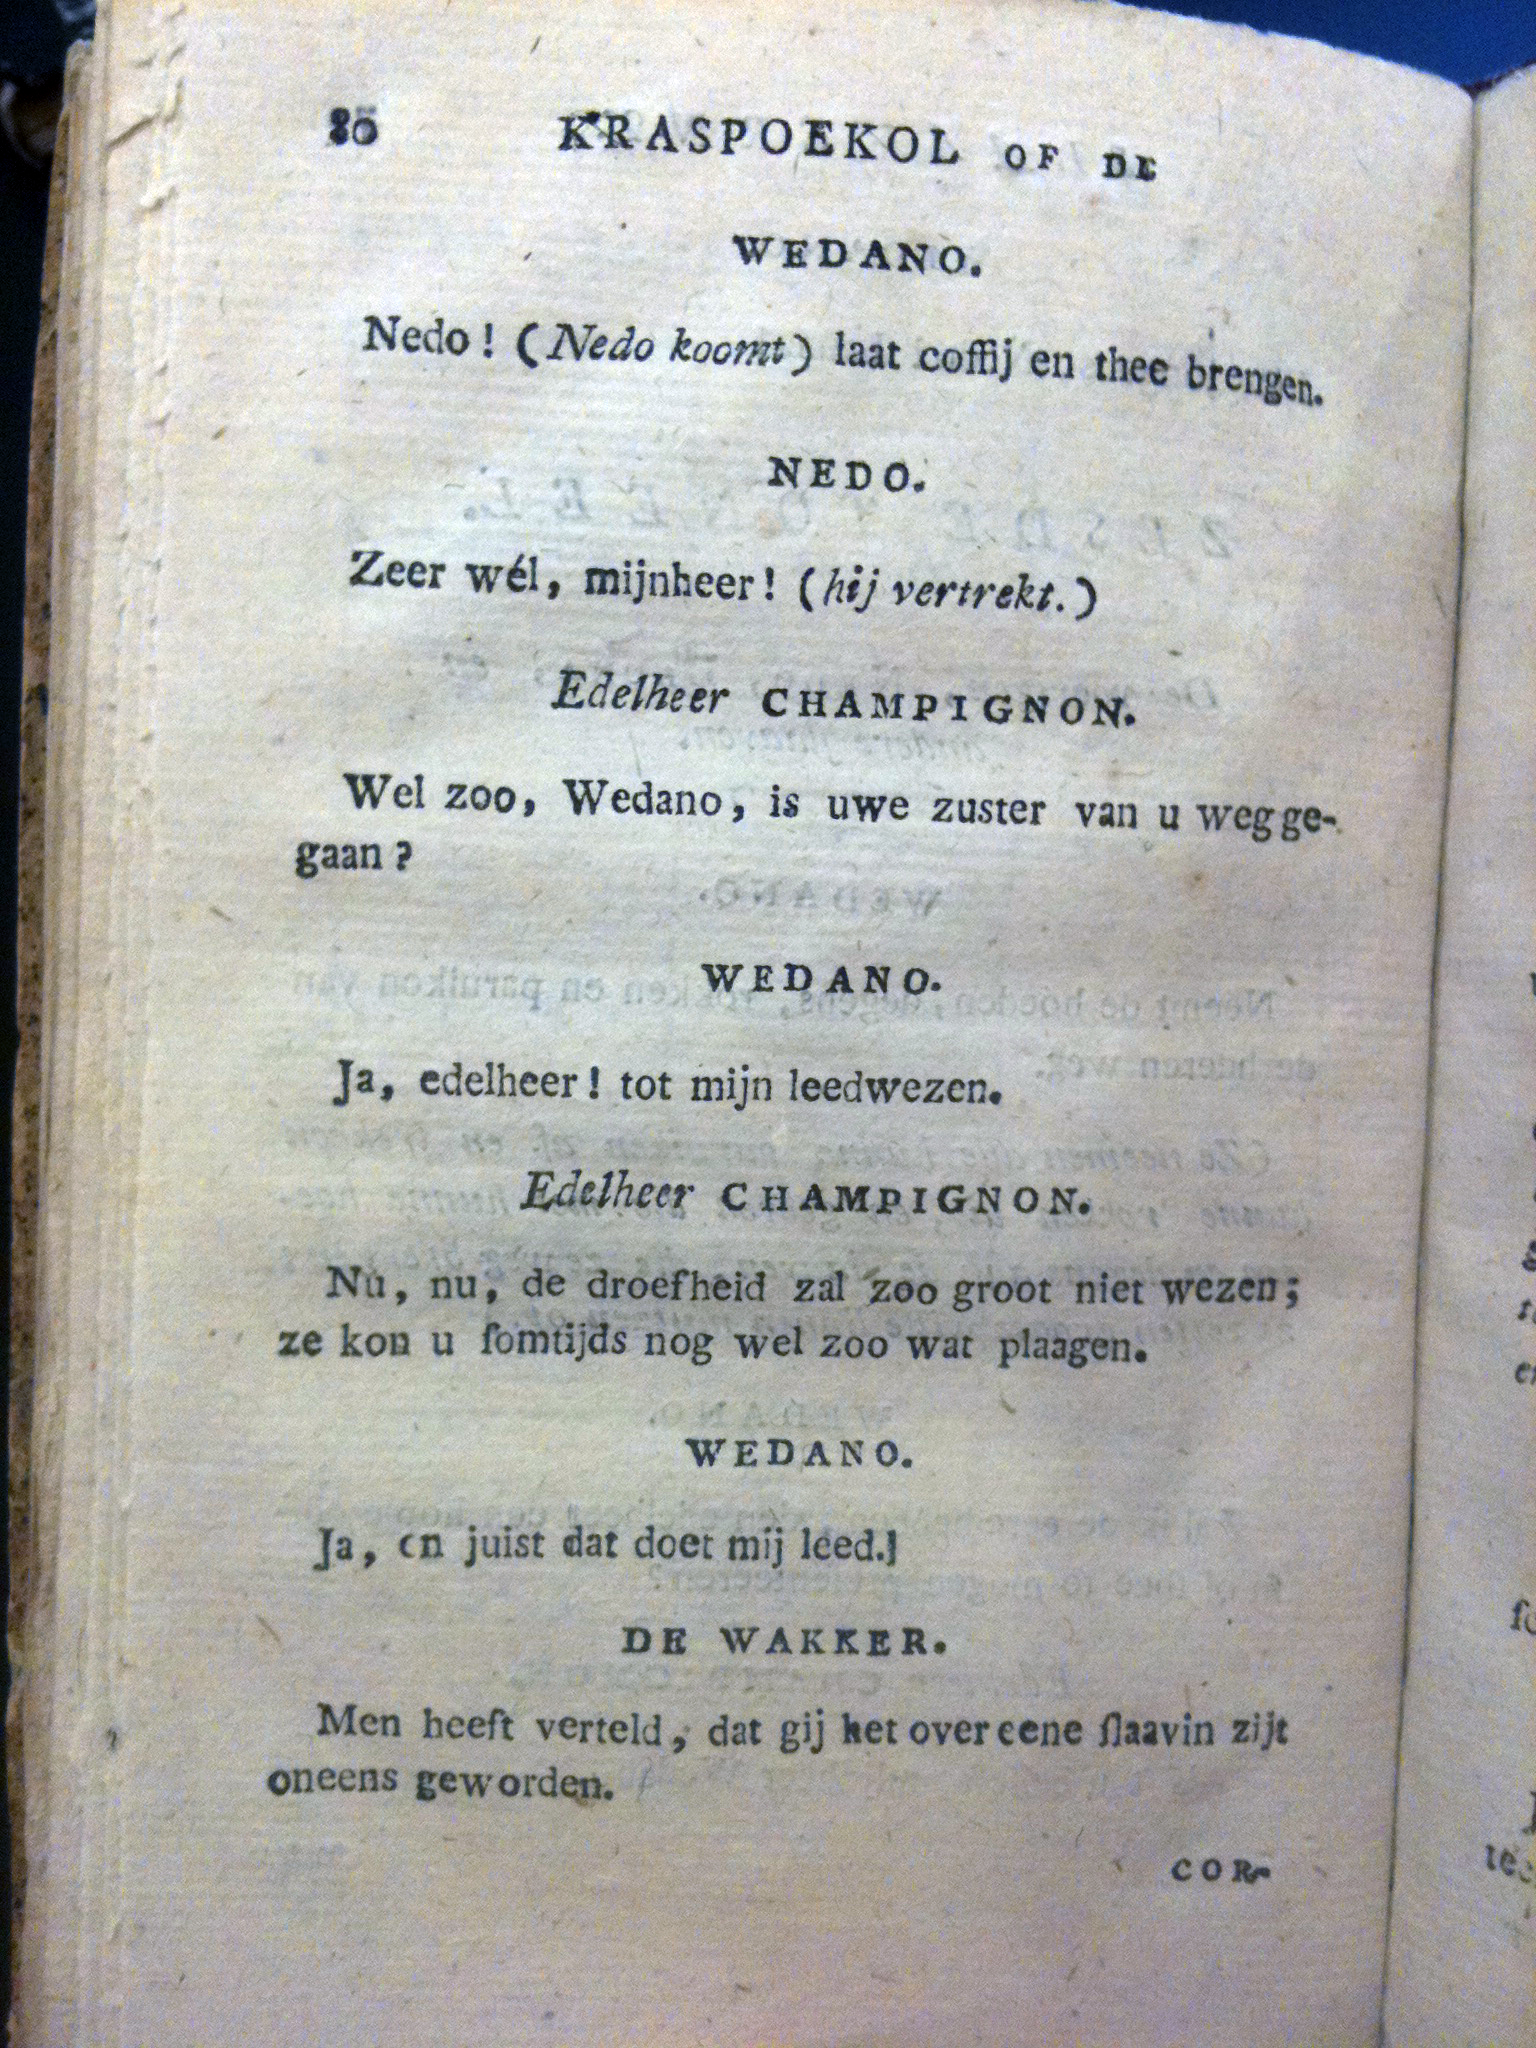 80 KRASPOEKOL OF DE
WEDANO.
Nedo! (Nedo koomt) laat coffij en thee brengen.
NEDO.
Zeer wél, mijnheer! (hij vertrekt.)
Edelheer CHAMPIGNON.
Wel zoo, Wedano, is uwe zuster van u wegge-
gaan?
WEDANO.
Ja, edelheer! tot mijn leedwezen.
Edelheer CHAMPIGNON.
Nu, nu, de droefheid zal zoo groot niet wezen;
ze kon u ſomtijds nog wel zoo wat plaagen.
WEDANO.
Ja, en juist dat doet mij leed.
DE WAKKER.
Men heeft verteld, dat gij het over eene ſlaavin zijt
oneens geworden.
COR-